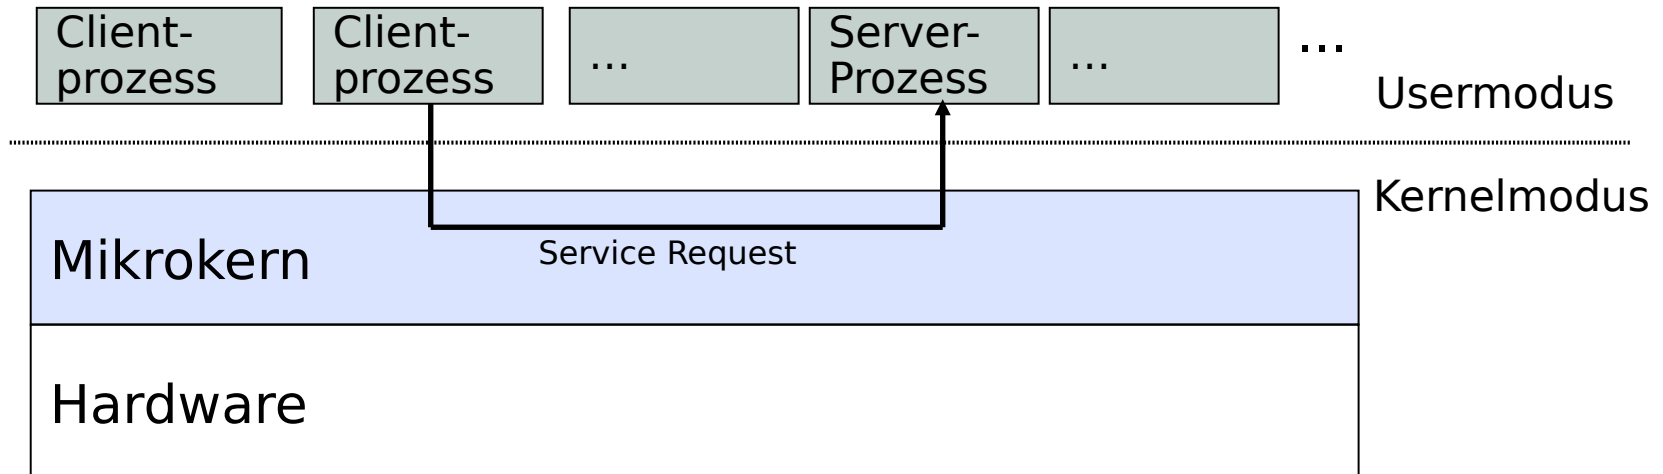 Client-
prozess
Client-
prozess
...
Server-
Prozess
...
...
Usermodus
Kernelmodus
Mikrokern
Service Request
Hardware